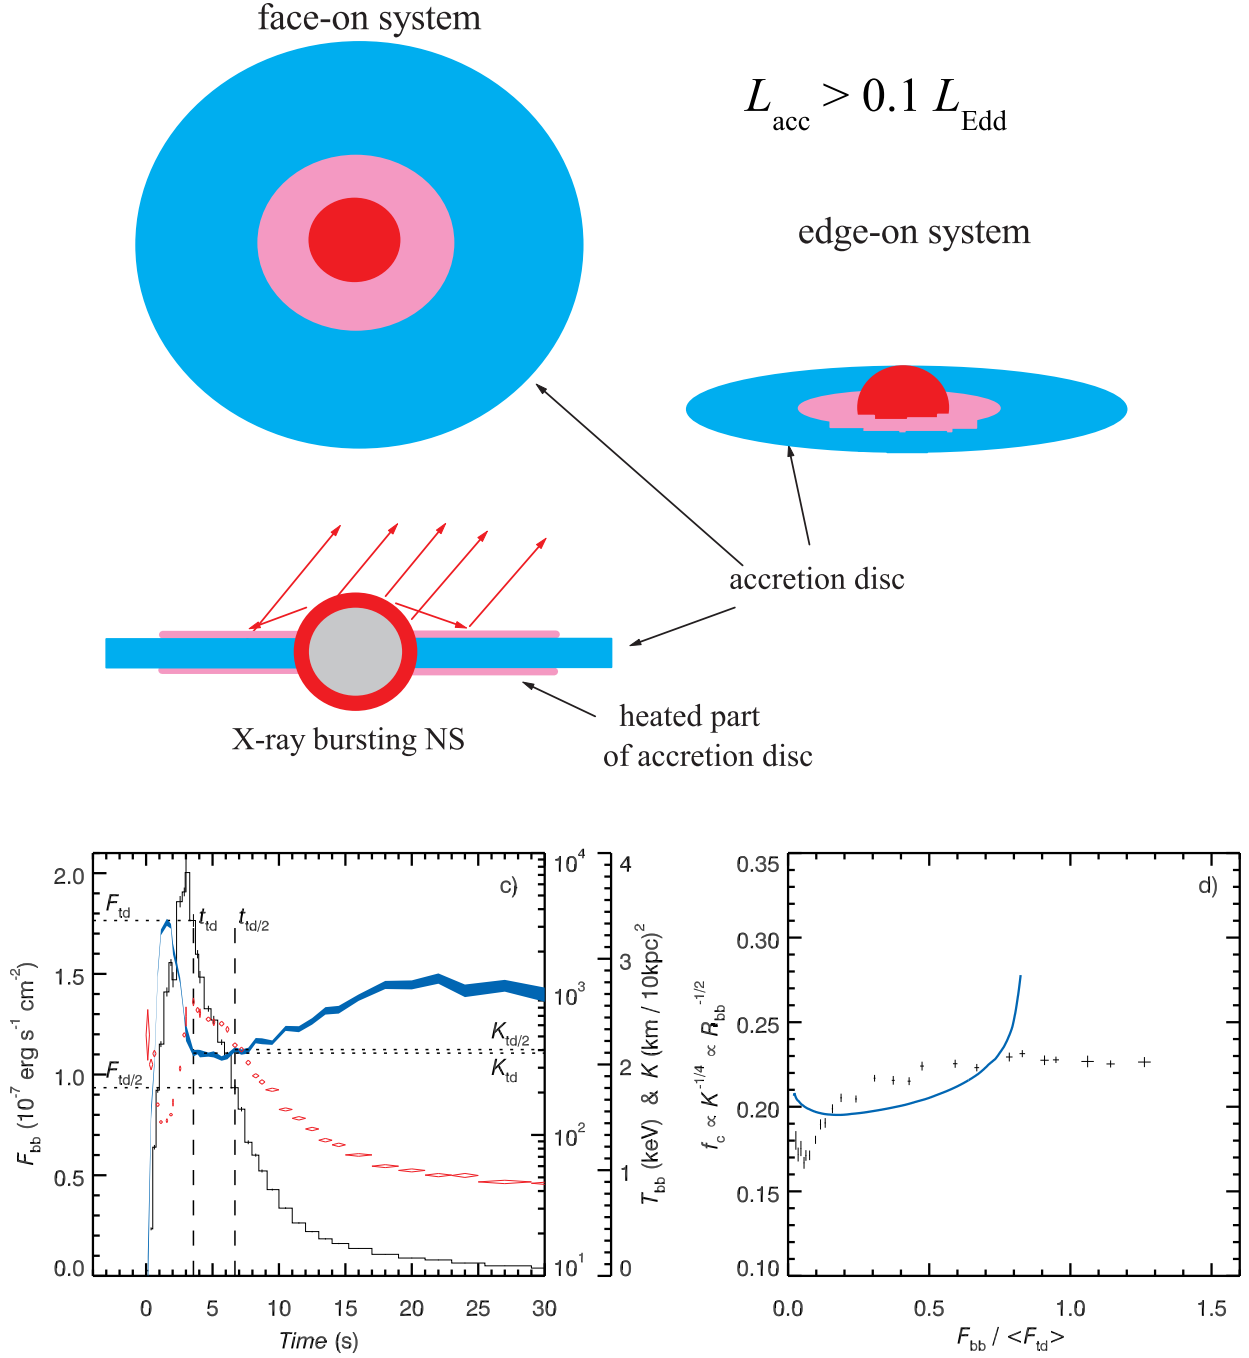 face-on system
L_acc > 0.1 L_Edd
edge-on system
accretion disc
heated part
of accretion disc
X-ray bursting NS
c)
F_td
t_td
t_td/2
K_td/2
K_td
F_td/2
F_bb (10^-7 erg s^-1 cm^-2)
2.0
1.5
1.0
0.5
0.0
0 5 10 15 20 25 30
Time (s)
10^4
10^3
10^2
10^1
4
3
2
1
0
T_bb (keV) & K (km / 10kpc)^2
d)
f_c ∝ K^-1/4 ∝ R_bb^-1/2
0.35
0.30
0.25
0.20
0.15
0.10
0.0 0.5 1.0 1.5
F_bb / <F_td>